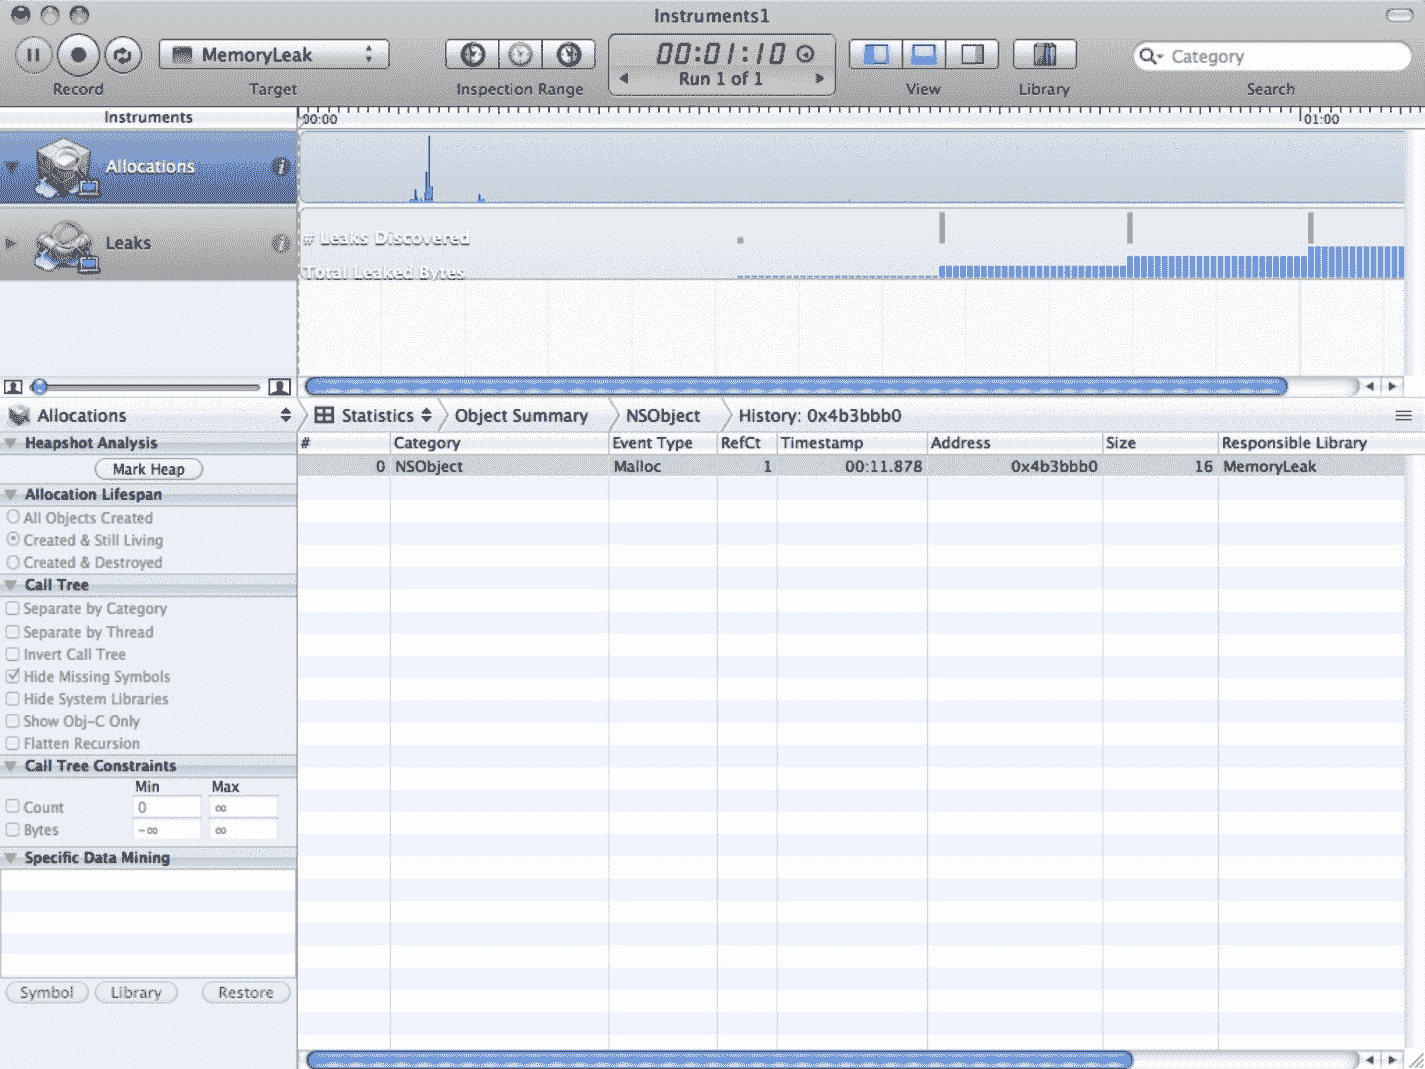 Instruments1
MemoryLeak
00:01:10
Run 1 of 1
Category
Record
Target
Inspection Range
View
Library
Search
Instruments
00:00
01:00
Allocations
Leaks
# Leaks Discovered
Total Leaked Bytes
Allocations
Statistics
Object Summary
NSObject
History: 0x4b3bbb0
Heapshot Analysis
# Category Event Type RefCt Timestamp Address Size Responsible Library
Mark Heap
0 NSObject Malloc 1 00:11.878 0x4b3bbb0 16 MemoryLeak
Allocation Lifespan
All Objects Created
Created & Still Living
Created & Destroyed
Call Tree
Separate by Category
Separate by Thread
Invert Call Tree
Hide Missing Symbols
Hide System Libraries
Show Obj-C Only
Flatten Recursion
Call Tree Constraints
Min Max
Count 0 ∞
Bytes -∞ ∞
Specific Data Mining
Symbol Library Restore